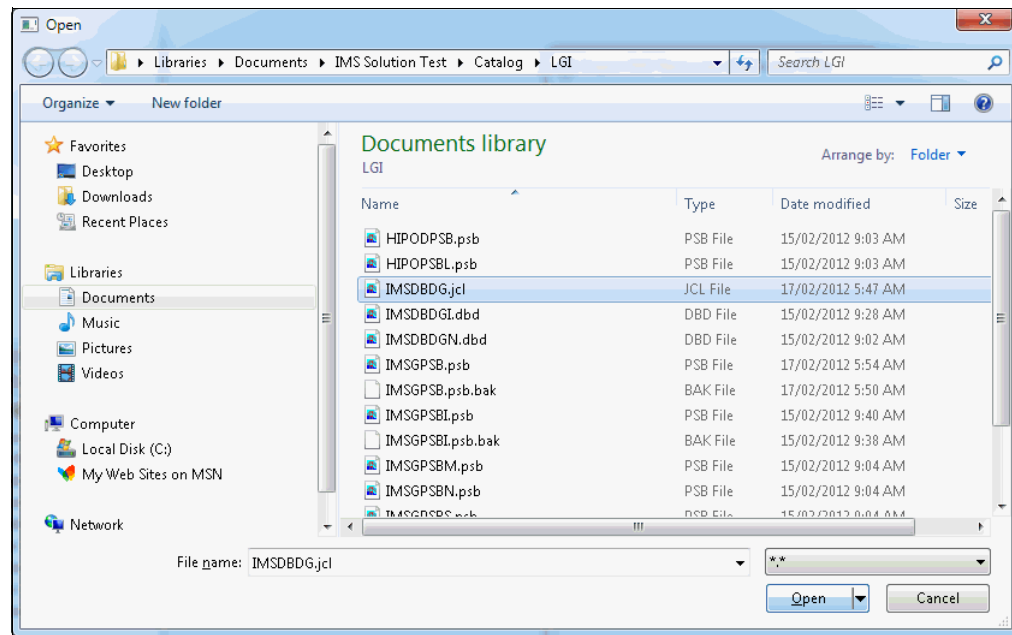 Open
Libraries ▸ Documents ▸ IMS Solution Test ▸ Catalog ▸ LGI
Search LGI
Organize
New folder
Favorites
Desktop
Downloads
Recent Places
Libraries
Documents
Music
Pictures
Videos
Computer
Local Disk (C:)
My Web Sites on MSN
Network
Documents library
LGI
Arrange by: Folder
Name Type Date modified Size
HIPODPSB.psb PSB File 15/02/2012 9:03 AM
HIPOPSBL.psb PSB File 15/02/2012 9:03 AM
IMSDBDG.jcl JCL File 17/02/2012 5:47 AM
IMSDBDGI.dbd DBD File 15/02/2012 9:28 AM
IMSDBDGN.dbd DBD File 15/02/2012 9:02 AM
IMSGPSB.psb PSB File 17/02/2012 5:54 AM
IMSGPSB.psb.bak BAK File 17/02/2012 5:50 AM
IMSGPSBI.psb PSB File 15/02/2012 9:40 AM
IMSGPSBI.psb.bak BAK File 15/02/2012 9:38 AM
IMSGPSBM.psb PSB File 15/02/2012 9:04 AM
IMSGPSBN.psb PSB File 15/02/2012 9:04 AM
File name: IMSDBDG.jcl
*.*
Open
Cancel